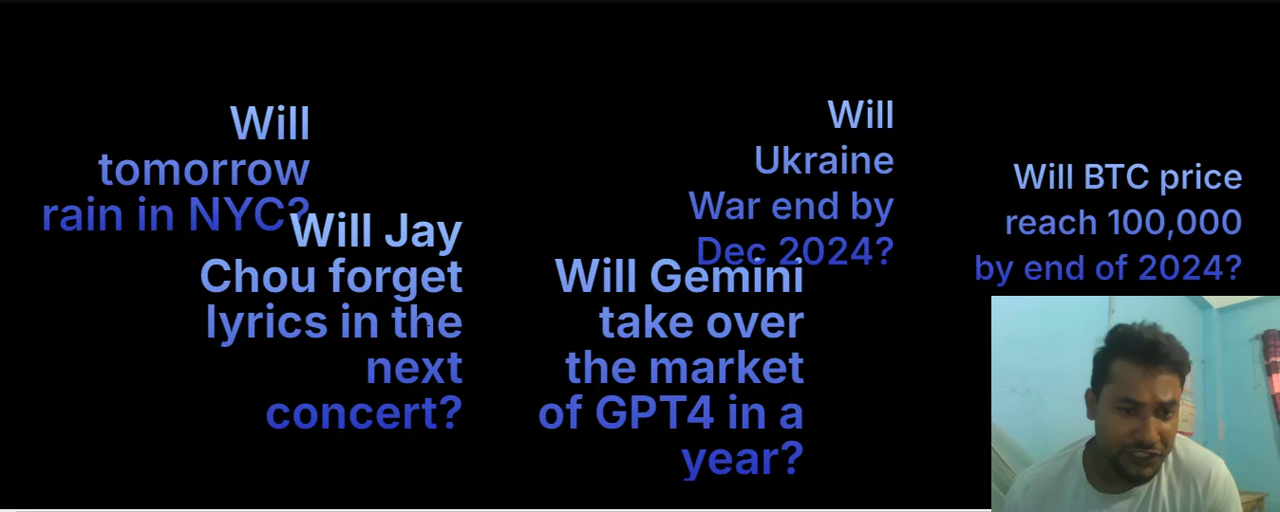 Will
tomorrow
rain in NYC?
Will Jay
Chou forget
lyrics in the
next
concert?
Will
Ukraine
War end by
Dec 2024?
Will Gemini
take over
the market
of GPT4 in a
year?
Will BTC price
reach 100,000
by end of 2024?